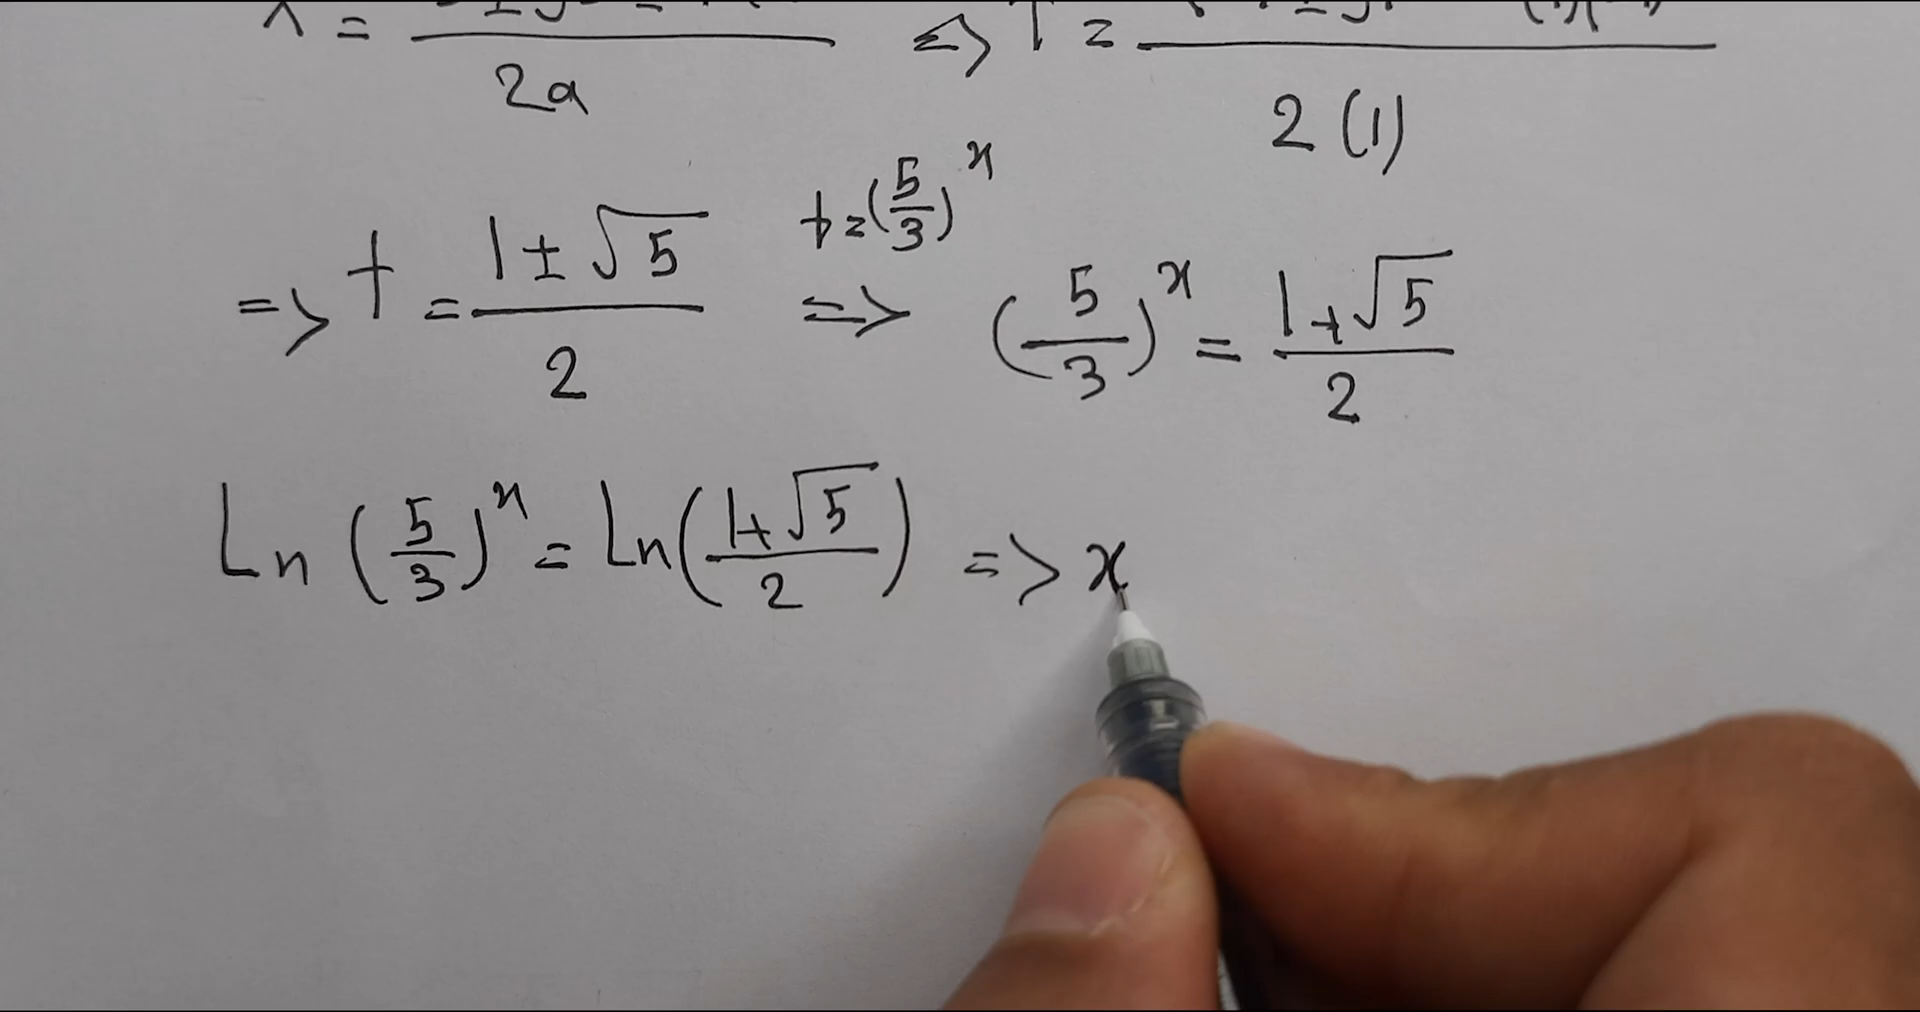 x = / 2a <=> T = / 2 (1)
=> t = (1 ± √5) / 2 t = (5/3)^x => (5/3)^x = (1 + √5) / 2
Ln (5/3)^x = Ln((1 + √5) / 2) => x